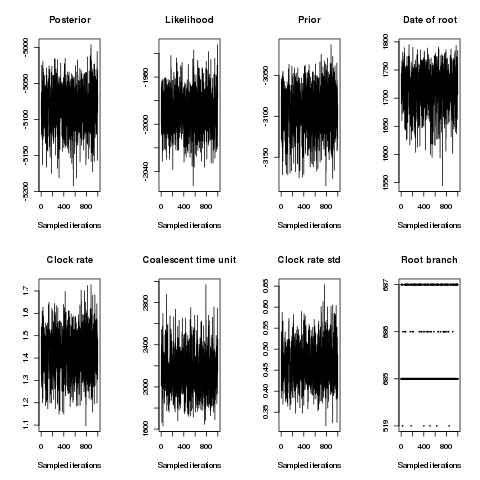 Posterior
-5000
-5050
-5100
-5150
-5200
0 400 800
Sampled iterations
Likelihood
-1960
-2000
-2040
0 400 800
Sampled iterations
Prior
-3050
-3100
-3150
0 400 800
Sampled iterations
Date of root
1800
1750
1700
1650
1600
1550
0 400 800
Sampled iterations
Clock rate
1.7
1.6
1.5
1.4
1.3
1.2
1.1
0 400 800
Sampled iterations
Coalescent time unit
2800
2400
2000
1600
0 400 800
Sampled iterations
Clock rate std
0.65
0.60
0.55
0.50
0.45
0.40
0.35
0 400 800
Sampled iterations
Root branch
687
686
685
519
0 400 800
Sampled iterations